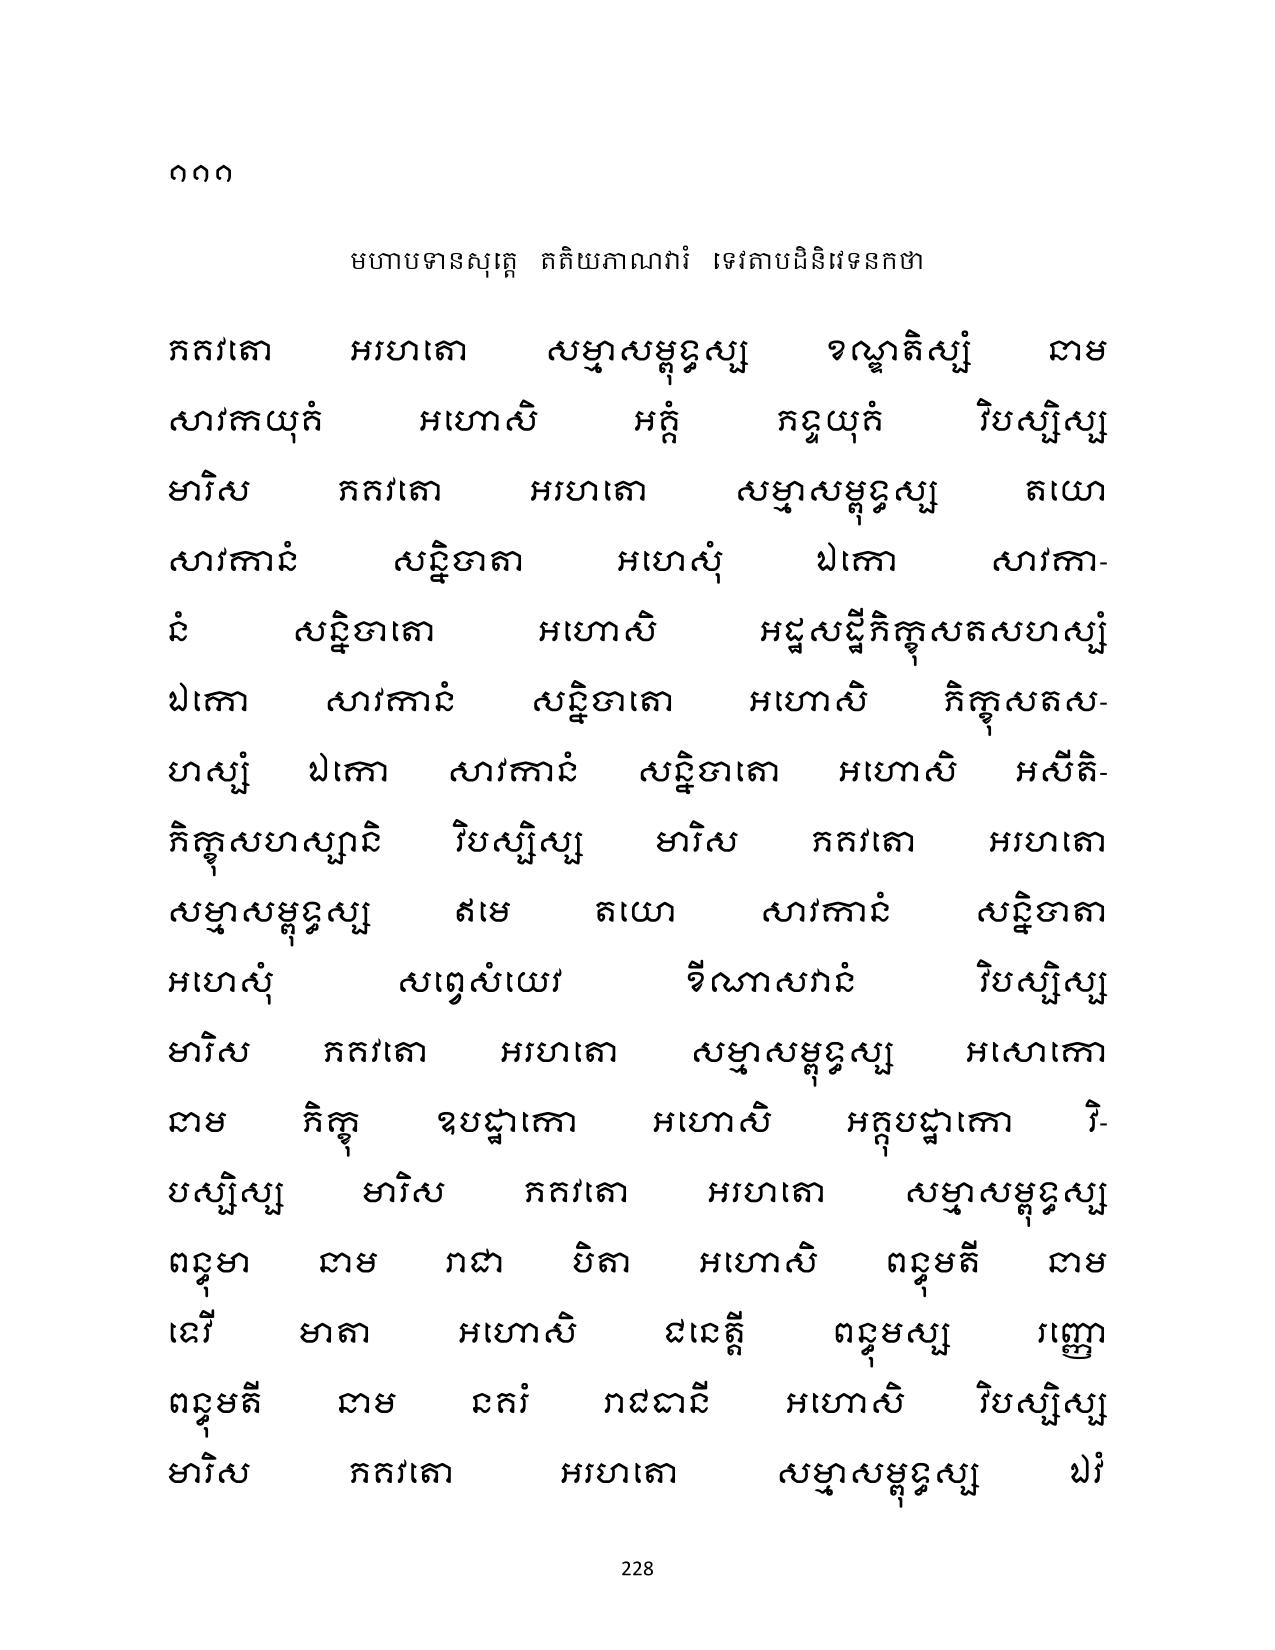 ១១១
មហាបទានសុត្តេ តតិយភាណវារំ ទេវតាបដិនិវេទនកថា
ភគវតោ អរហតោ សម្មាសម្ពុទ្ធស្ស ខណ្ឌតិស្សំ នាម
សាវកយុគំ អហោសិ អគ្គំ ភទ្ទយុគំ វិបស្សិស្ស
មារិស ភគវតោ អរហតោ សម្មាសម្ពុទ្ធស្ស តយោ
សាវកានំ សន្និបាតា អហេសុំ ឯកោ សាវកា-
នំ សន្និបាតោ អហោសិ អដ្ឋសដ្ឋីភិក្ខុសតសហស្សំ
ឯកោ សាវកានំ សន្និបាតោ អហោសិ ភិក្ខុសតស-
ហស្សំ ឯកោ សាវកានំ សន្និបាតោ អហោសិ អសីតិ-
ភិក្ខុសហស្សានិ វិបស្សិស្ស មារិស ភគវតោ អរហតោ
សម្មាសម្ពុទ្ធស្ស ឥមេ តយោ សាវកានំ សន្និបាតា
អហេសុំ សព្វេសំយេវ ខីណាសវានំ វិបស្សិស្ស
មារិស ភគវតោ អរហតោ សម្មាសម្ពុទ្ធស្ស អសោកោ
នាម ភិក្ខុ ឧបដ្ឋាកោ អហោសិ អគ្គុបដ្ឋាកោ វិ-
បស្សិស្ស មារិស ភគវតោ អរហតោ សម្មាសម្ពុទ្ធស្ស
ពន្ធុមា នាម រាជា បិតា អហោសិ ពន្ធុមតី នាម
ទេវី មាតា អហោសិ ជនេត្តី ពន្ធុមស្ស រញ្ញោ
ពន្ធុមតី នាម នគរំ រាជធានី អហោសិ វិបស្សិស្ស
មារិស ភគវតោ អរហតោ សម្មាសម្ពុទ្ធស្ស ឯវំ
228